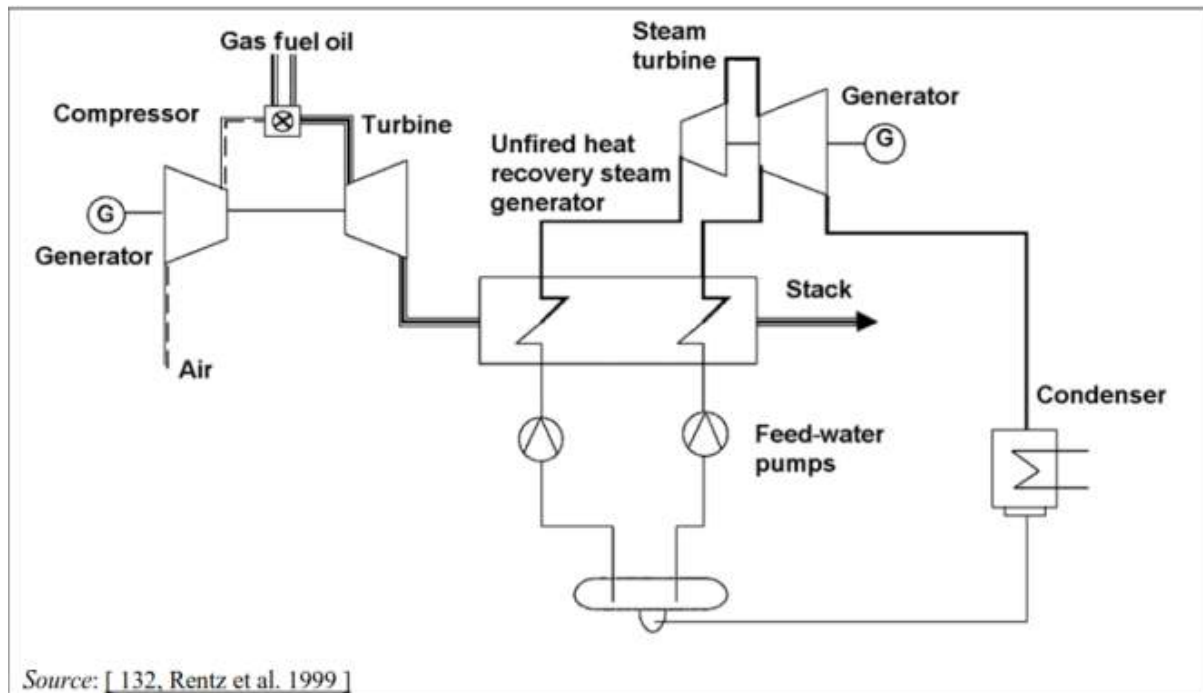 Gas fuel oil
Compressor
Turbine
G
Generator
Air
Steam
turbine
Generator
G
Unfired heat
recovery steam
generator
Stack
Condenser
Feed-water
pumps
Source: [ 132, Rentz et al. 1999 ]